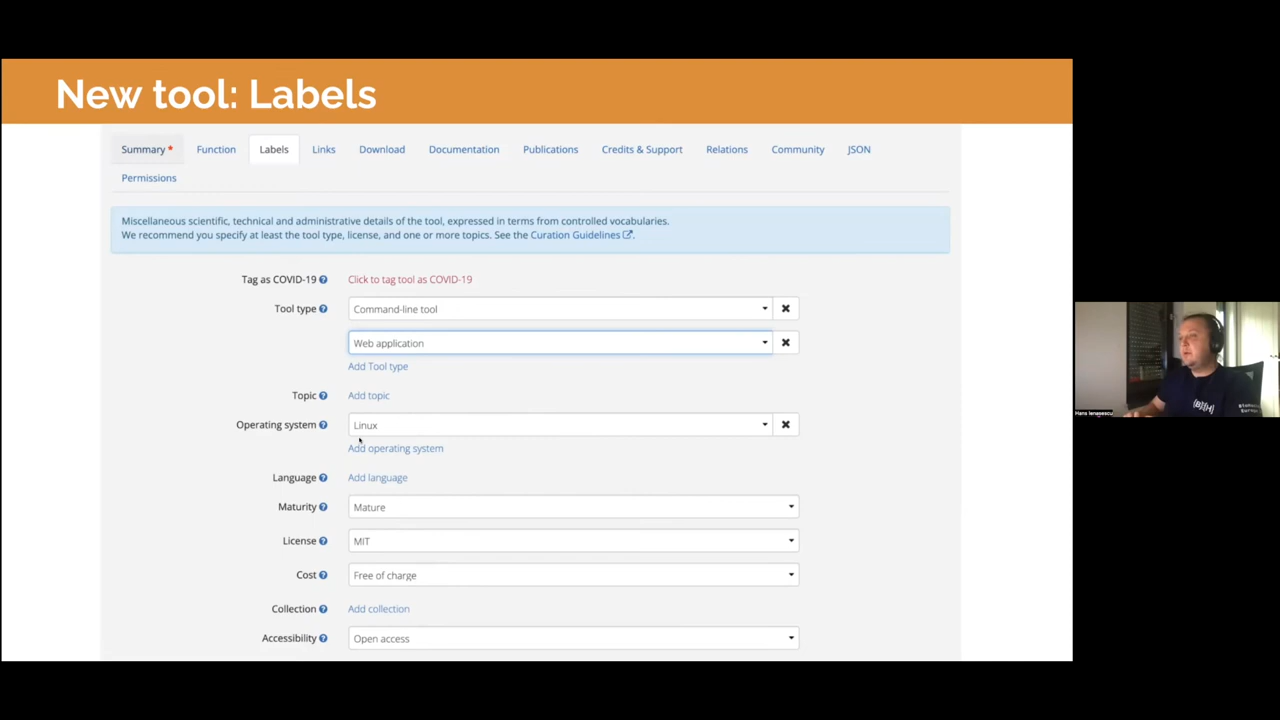 New tool: Labels
Summary * Function Labels Links Download Documentation Publications Credits & Support Relations Community JSON
Permissions
Miscellaneous scientific, technical and administrative details of the tool, expressed in terms from controlled vocabularies.
We recommend you specify at least the tool type, license, and one or more topics. See the Curation Guidelines.
Tag as COVID-19 Click to tag tool as COVID-19
Tool type Command-line tool
Web application
Add Tool type
Topic Add topic
Operating system Linux
Add operating system
Language Add language
Maturity Mature
License MIT
Cost Free of charge
Collection Add collection
Accessibility Open access